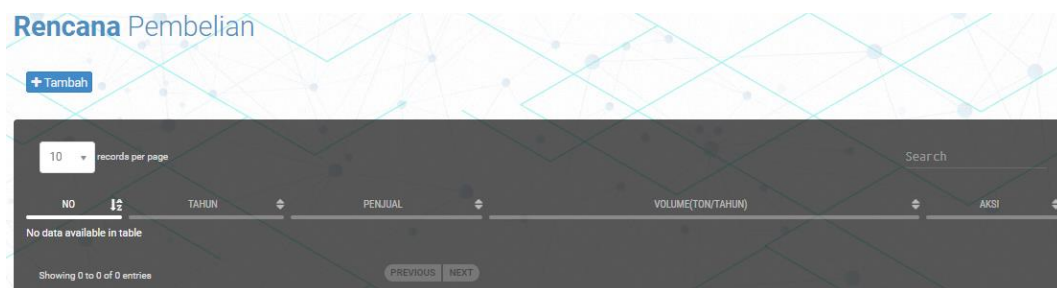 Rencana Pembelian
+ Tambah
10 records per page
Search
NO TAHUN PENJUAL VOLUME(TON/TAHUN) AKSI
No data available in table
Showing 0 to 0 of 0 entries
PREVIOUS NEXT